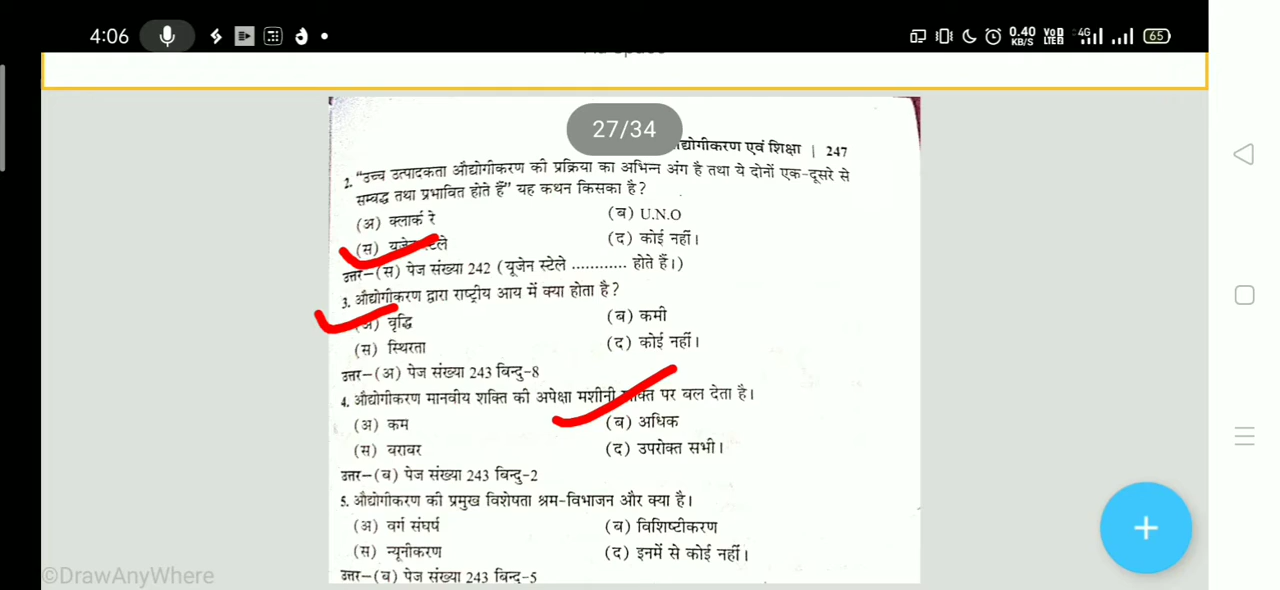 4:06
0.40
KB/S
VoD
LTE2
4G
65
27/34
द्योगीकरण एवं शिक्षा | 247
2. “उच्च उत्पादकता औद्योगीकरण की प्रक्रिया का अभिन्न अंग है तथा ये दोनों एक-दूसरे से
सम्बद्ध तथा प्रभावित होते हैं” यह कथन किसका है?
(अ) क्लार्क रे
(ब) U.N.O
(स) यूजेन स्टेले
(द) कोई नहीं।
उत्तर–(स) पेज संख्या 242 (यूजेन स्टेले ............ होते हैं।)
3. औद्योगीकरण द्वारा राष्ट्रीय आय में क्या होता है?
(अ) वृद्धि
(ब) कमी
(स) स्थिरता
(द) कोई नहीं।
उत्तर–(अ) पेज संख्या 243 विन्दु-8
4. औद्योगीकरण मानवीय शक्ति की अपेक्षा मशीनी शक्ति पर बल देता है।
(अ) कम
(ब) अधिक
(स) बराबर
(द) उपरोक्त सभी।
उत्तर–(ब) पेज संख्या 243 विन्दु-2
5. औद्योगीकरण की प्रमुख विशेषता श्रम-विभाजन और क्या है।
(अ) वर्ग संघर्ष
(ब) विशिष्टीकरण
(स) न्यूनीकरण
(द) इनमें से कोई नहीं।
उत्तर–(ब) पेज संख्या 243 बिन्दु-5
©DrawAnyWhere